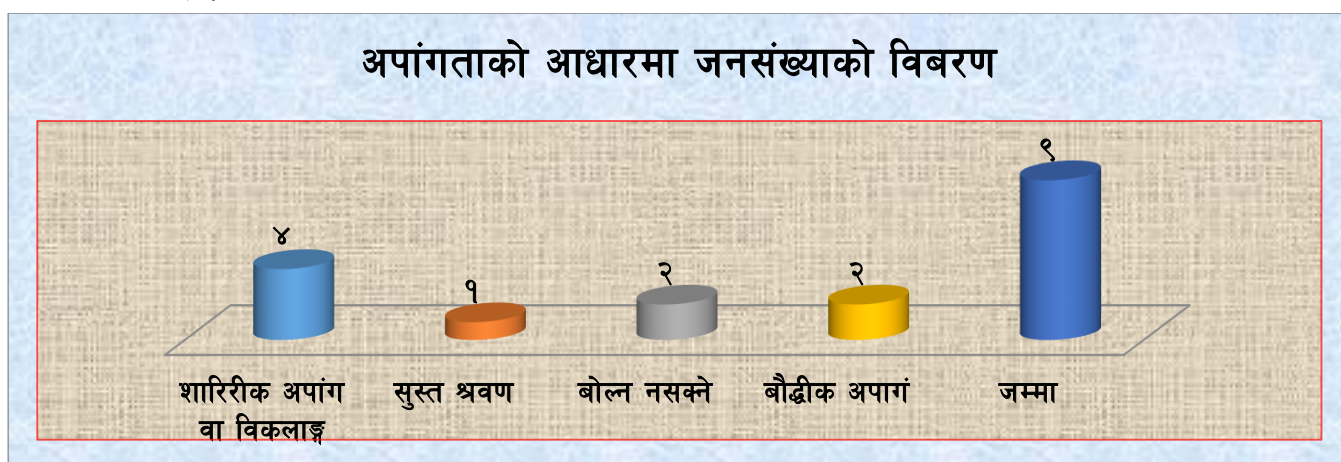 अपांगताको आधारमा जनसंख्याको विबरण
४
१
२
२
९
शारिरीक अपांग
वा विकलाङ्ग
सुस्त श्रवण
बोल्न नसक्ने
बौद्धीक अपागं
जम्मा